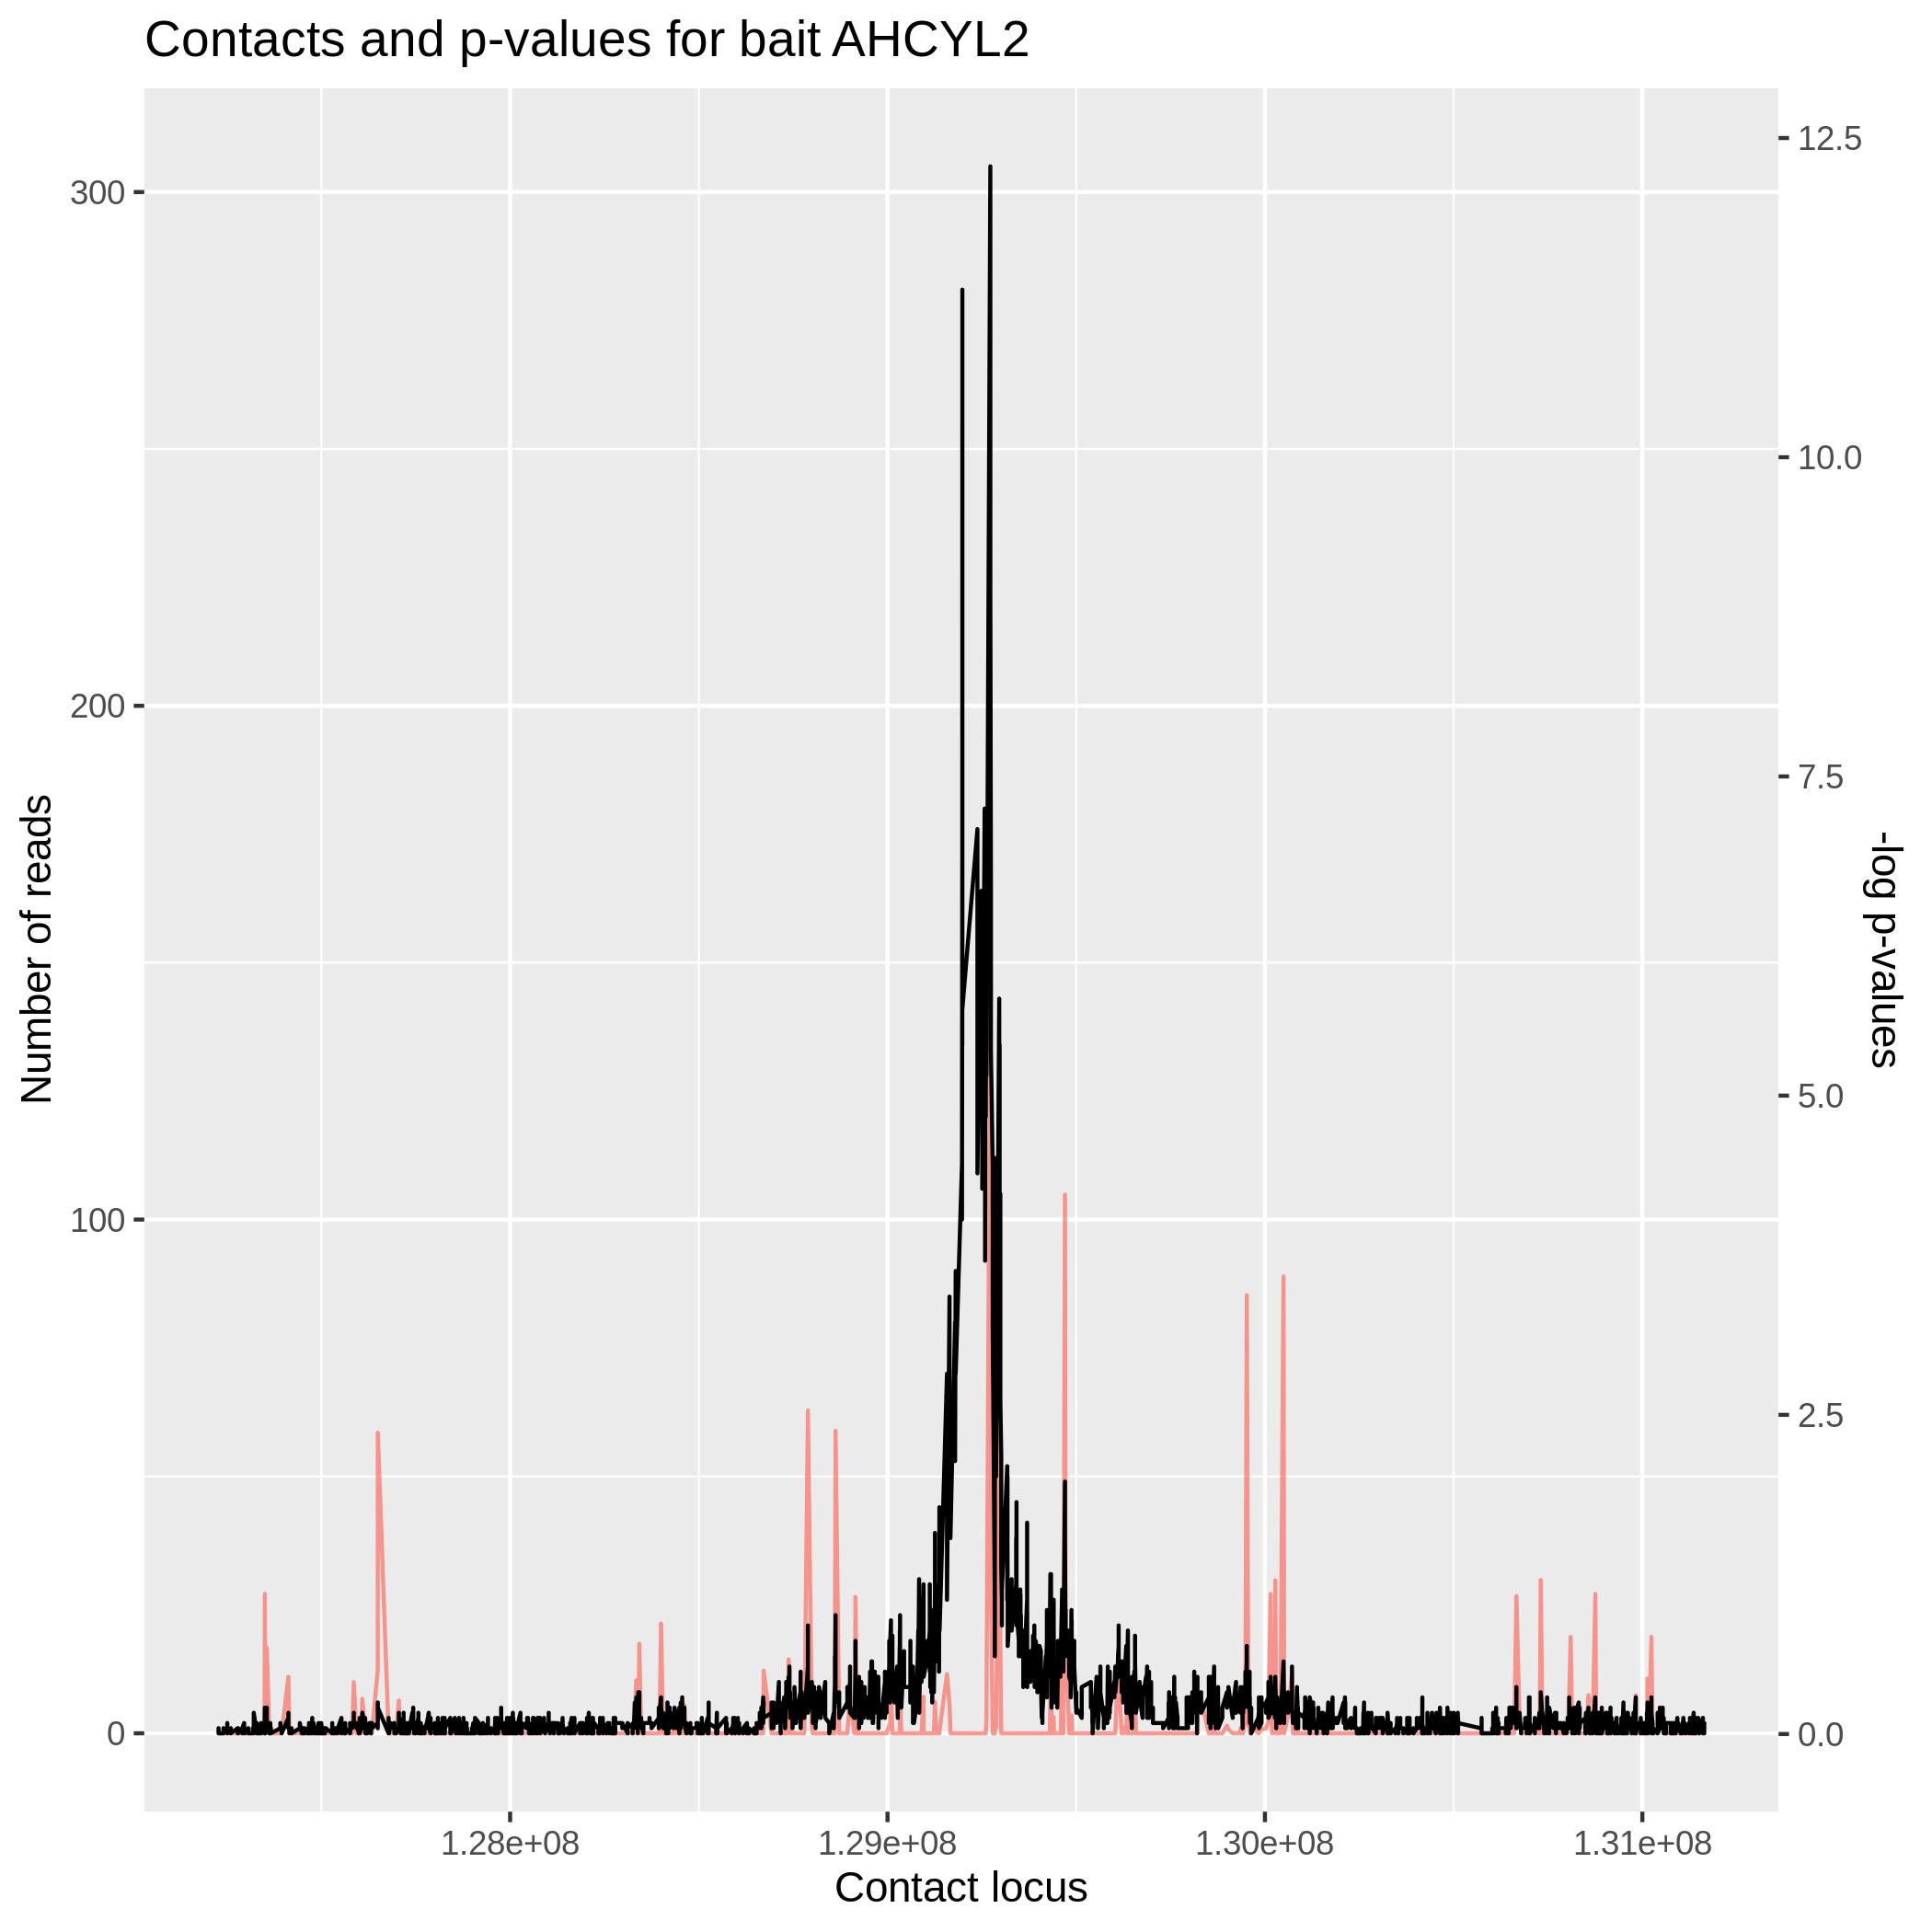 Contacts and p-values for bait AHCYL2
300
200
100
0
Number of reads
12.5
10.0
7.5
5.0
2.5
0.0
-log p-values
1.28e+08
1.29e+08
1.30e+08
1.31e+08
Contact locus